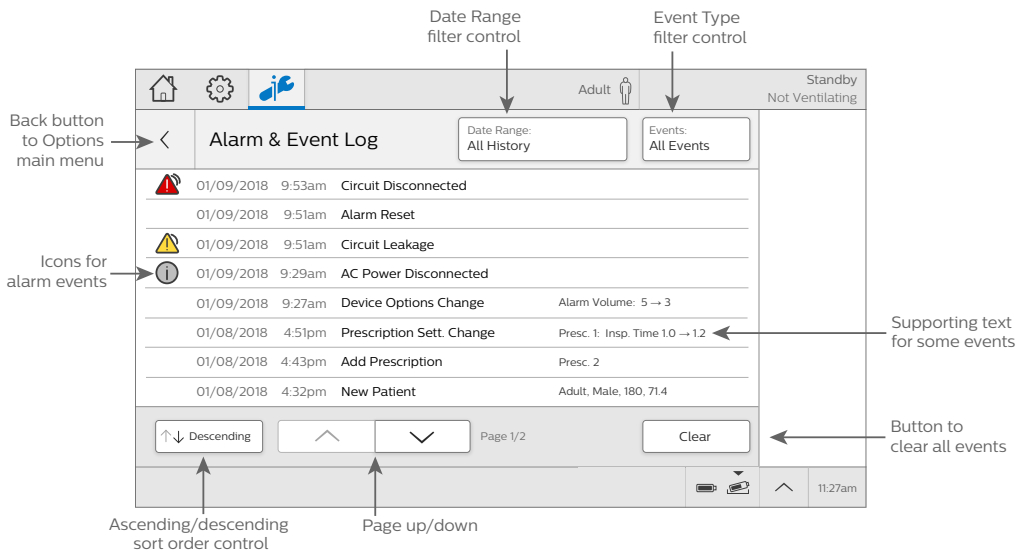 Date Range
filter control
Event Type
filter control
Adult
Standby
Not Ventilating
Back button
to Options
main menu
Alarm & Event Log
Date Range:
All History
Events:
All Events
01/09/2018 9:53am Circuit Disconnected
01/09/2018 9:51am Alarm Reset
01/09/2018 9:51am Circuit Leakage
Icons for
alarm events
01/09/2018 9:29am AC Power Disconnected
01/09/2018 9:27am Device Options Change Alarm Volume: 5 → 3
01/08/2018 4:51pm Prescription Sett. Change Presc. 1: Insp. Time 1.0 → 1.2
Supporting text
for some events
01/08/2018 4:43pm Add Prescription Presc. 2
01/08/2018 4:32pm New Patient Adult, Male, 180, 71.4
↑↓ Descending
Page 1/2
Clear
Button to
clear all events
11:27am
Ascending/descending
sort order control
Page up/down